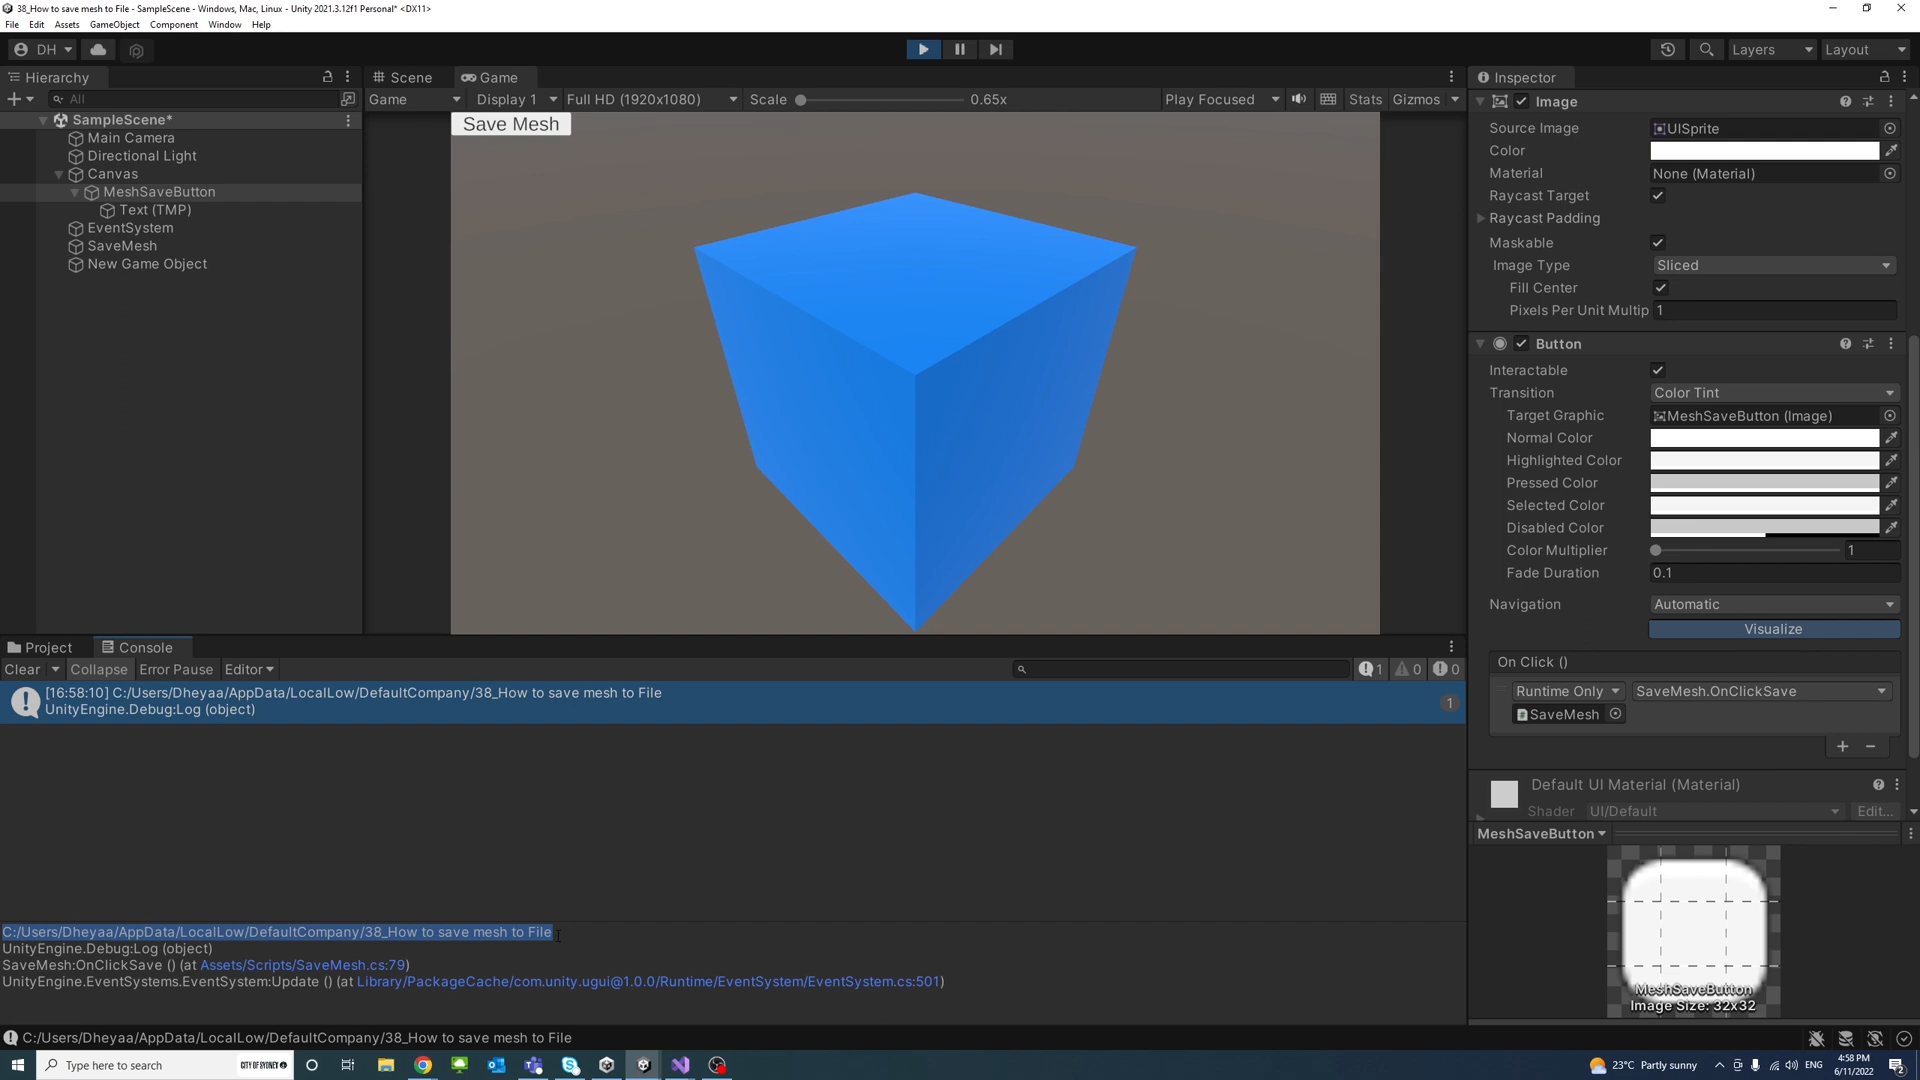 38_How to save mesh to File - SampleScene - Windows, Mac, Linux - Unity 2021.3.12f1 Personal* <DX11>
File Edit Assets GameObject Component Window Help
DH
Layers
Layout
Hierarchy
All
SampleScene*
Main Camera
Directional Light
Canvas
MeshSaveButton
Text (TMP)
EventSystem
SaveMesh
New Game Object
Scene Game
Game Display 1 Full HD (1920x1080) Scale 0.65x Play Focused Stats Gizmos
Save Mesh
Inspector
Image
Source Image UISprite
Color
Material None (Material)
Raycast Target
Raycast Padding
Maskable
Image Type Sliced
Fill Center
Pixels Per Unit Multip 1
Button
Interactable
Transition Color Tint
Target Graphic MeshSaveButton (Image)
Normal Color
Highlighted Color
Pressed Color
Selected Color
Disabled Color
Color Multiplier 1
Fade Duration 0.1
Navigation Automatic
Visualize
On Click ()
Runtime Only SaveMesh.OnClickSave
SaveMesh
Default UI Material (Material)
Shader UI/Default Edit...
MeshSaveButton
MeshSaveButton
Image Size: 32x32
Project Console
Clear Collapse Error Pause Editor 1 0 0
[16:58:10] C:/Users/Dheyaa/AppData/LocalLow/DefaultCompany/38_How to save mesh to File
UnityEngine.Debug:Log (object)
1
C:/Users/Dheyaa/AppData/LocalLow/DefaultCompany/38_How to save mesh to File
UnityEngine.Debug:Log (object)
SaveMesh:OnClickSave () (at Assets/Scripts/SaveMesh.cs:79)
UnityEngine.EventSystems.EventSystem:Update () (at Library/PackageCache/com.unity.ugui@1.0.0/Runtime/EventSystem/EventSystem.cs:501)
C:/Users/Dheyaa/AppData/LocalLow/DefaultCompany/38_How to save mesh to File
Type here to search
CITY OF SYDNEY
23°C Partly sunny
ENG
4:58 PM
6/11/2022
2